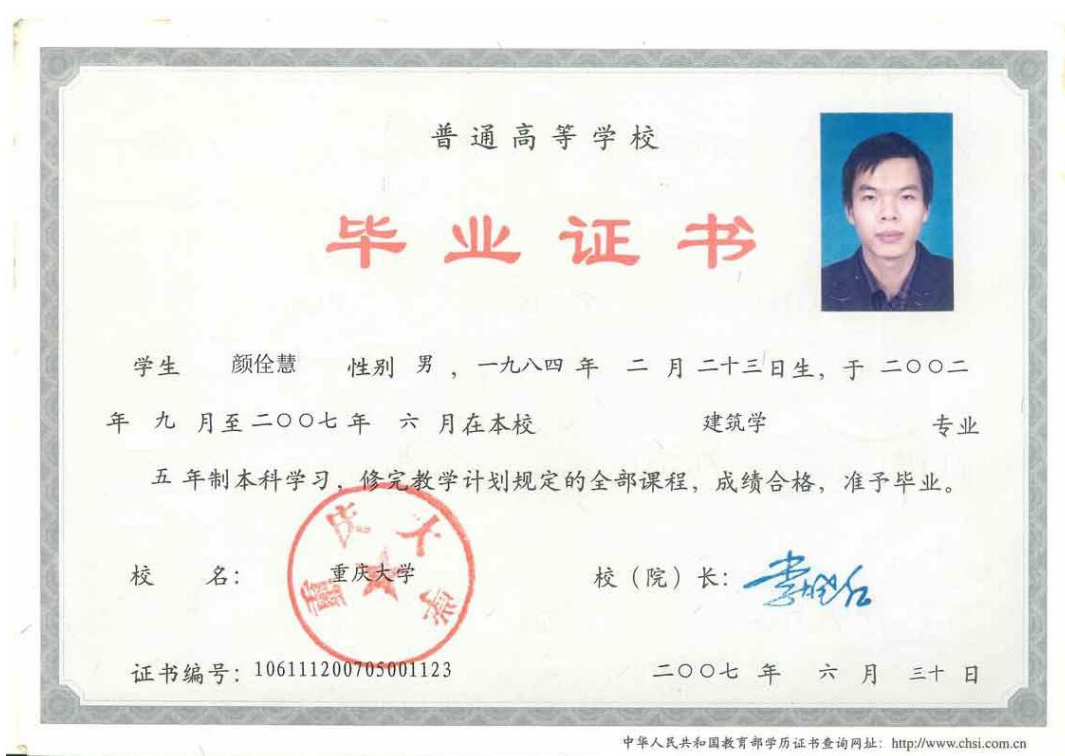 普通高等学校
毕业证书
学生 颜佺慧 性别 男，一九八四年 二 月 二十三日生，于 二〇〇二
年 九 月至二〇〇七年 六 月在本校 建筑学 专业
五 年制本科学习，修完教学计划规定的全部课程，成绩合格，准予毕业。
重庆大学
校 名： 重庆大学 校（院）长：
证书编号：106111200705001123 二〇〇七 年 六 月 三十 日
中华人民共和国教育部学历证书查询网址：http://www.chsi.com.cn